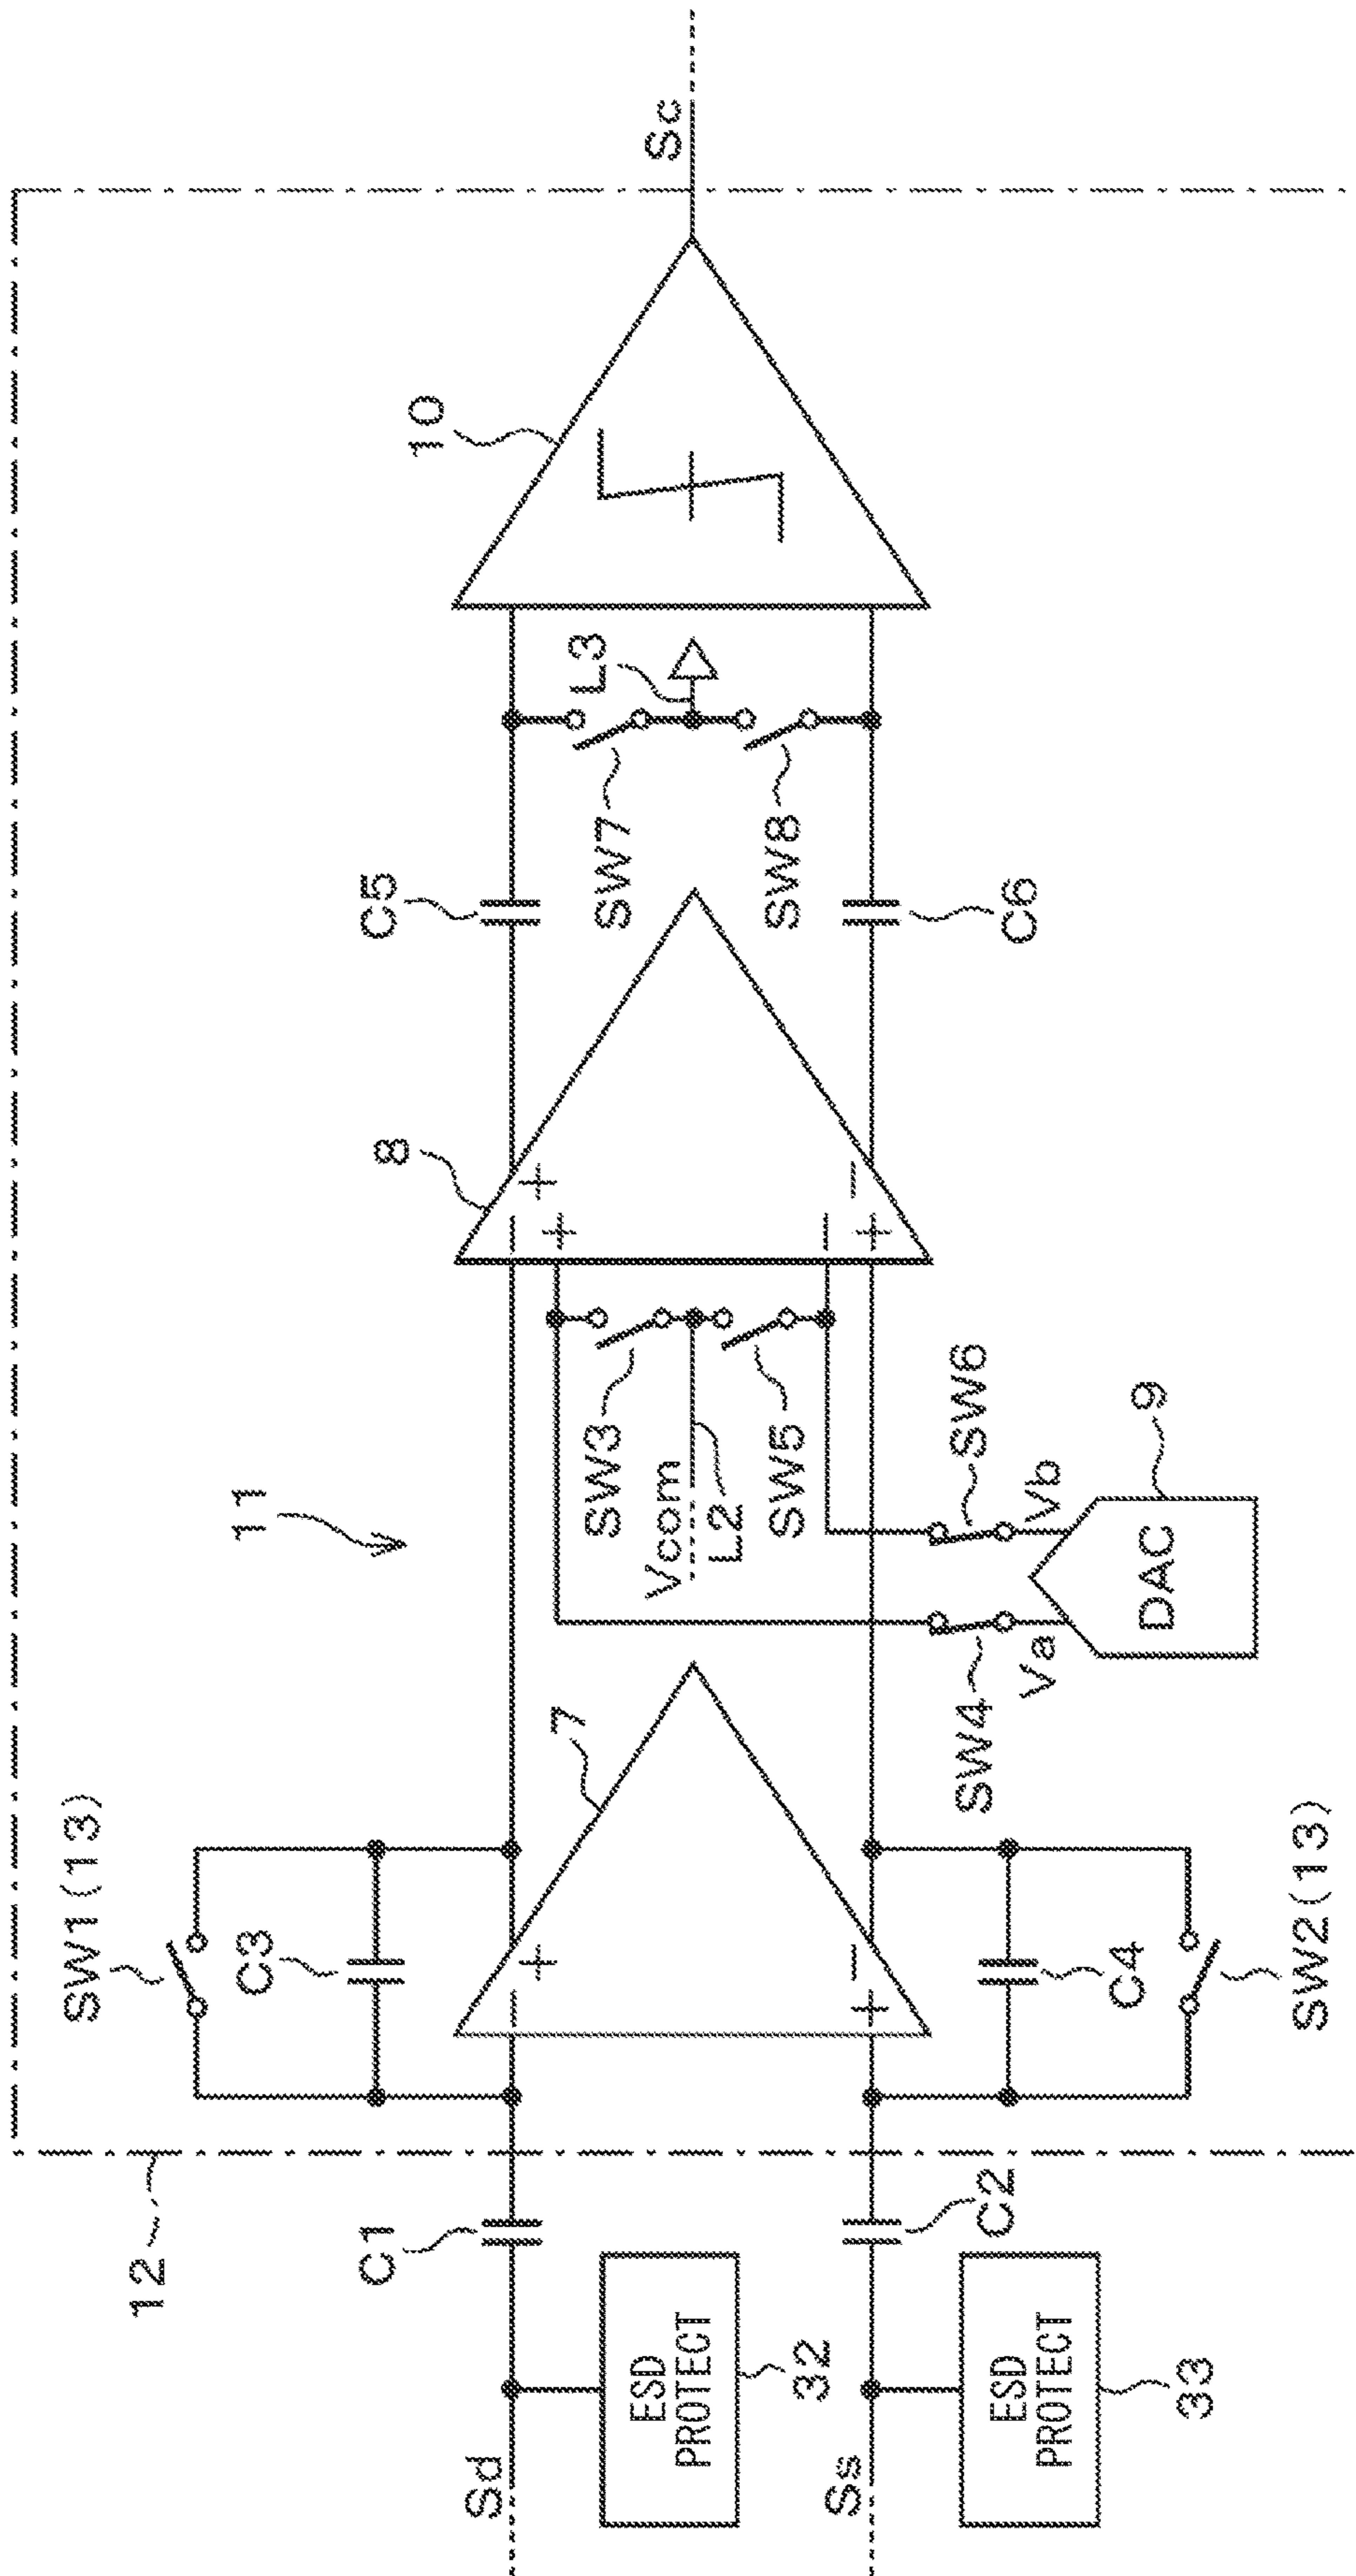 12
SW1(13)
C3
11
8
10
Sc
C1
7
C5
L3
Sd
ESD
PROTECT
32
SW3
Vcom
L2
SW5
SW7
SW8
Ss
C2
ESD
PROTECT
33
C4
SW2(13)
SW4
Va
SW6
Vb
DAC
9
C6
+
−
−
+
−
+
−
+
+
−